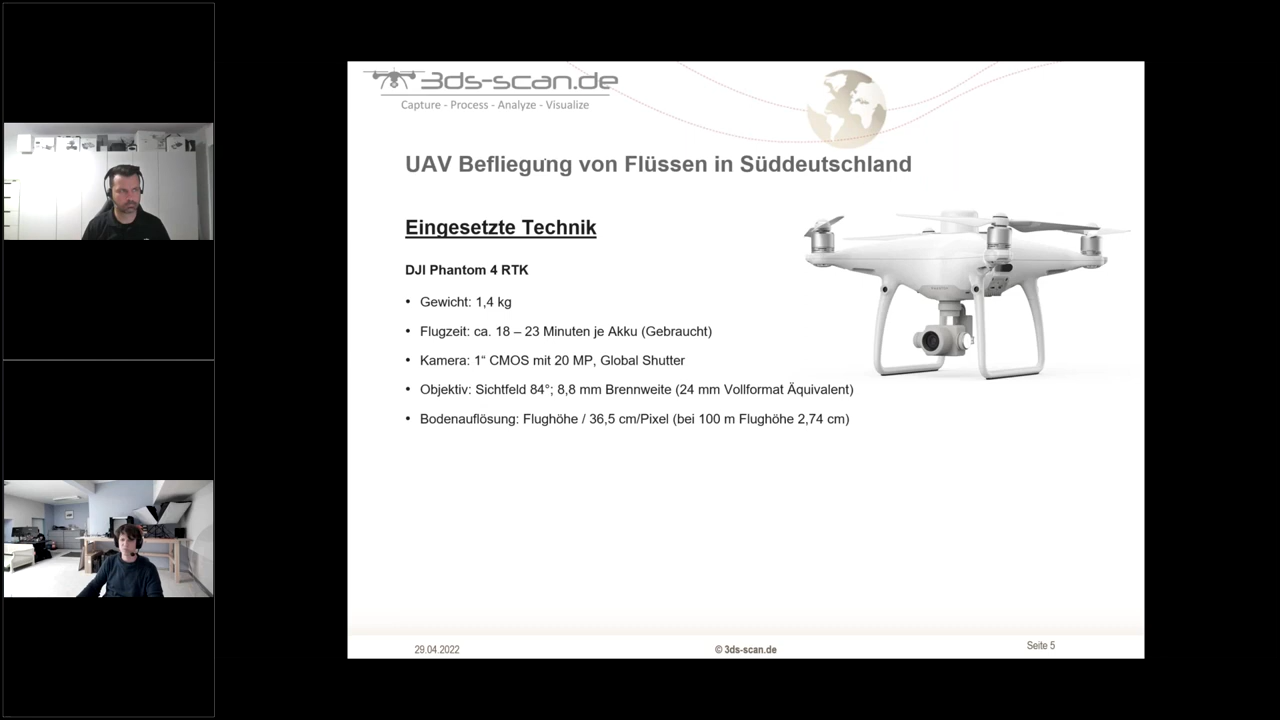 3ds-scan.de
Capture - Process - Analyze - Visualize
UAV Befliegung von Flüssen in Süddeutschland
Eingesetzte Technik
DJI Phantom 4 RTK
• Gewicht: 1,4 kg
• Flugzeit: ca. 18 – 23 Minuten je Akku (Gebraucht)
• Kamera: 1“ CMOS mit 20 MP, Global Shutter
• Objektiv: Sichtfeld 84°; 8,8 mm Brennweite (24 mm Vollformat Äquivalent)
• Bodenauflösung: Flughöhe / 36,5 cm/Pixel (bei 100 m Flughöhe 2,74 cm)
29.04.2022
© 3ds-scan.de
Seite 5